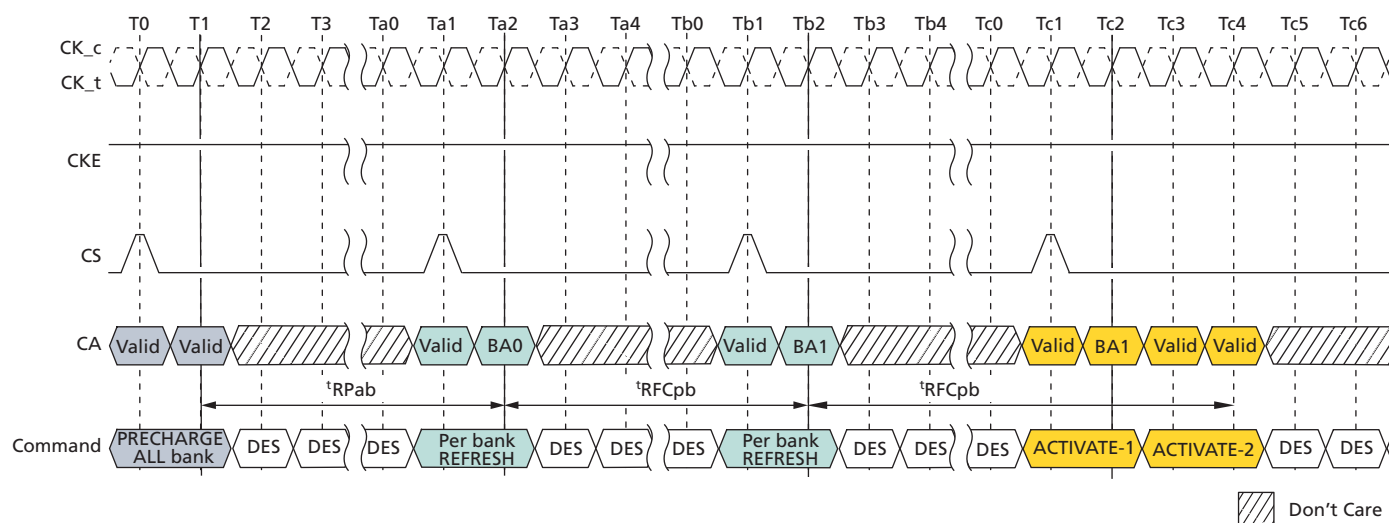 T0 T1 T2 T3 Ta0 Ta1 Ta2 Ta3 Ta4 Tb0 Tb1 Tb2 Tb3 Tb4 Tc0 Tc1 Tc2 Tc3 Tc4 Tc5 Tc6
CK_c
CK_t
CKE
CS
CA Valid Valid Valid BA0 Valid BA1 Valid BA1 Valid Valid
tRPab tRFCpb tRFCpb
Command PRECHARGE ALL bank DES DES DES Per bank REFRESH DES DES DES Per bank REFRESH DES DES DES ACTIVATE-1 ACTIVATE-2 DES DES
Don't Care